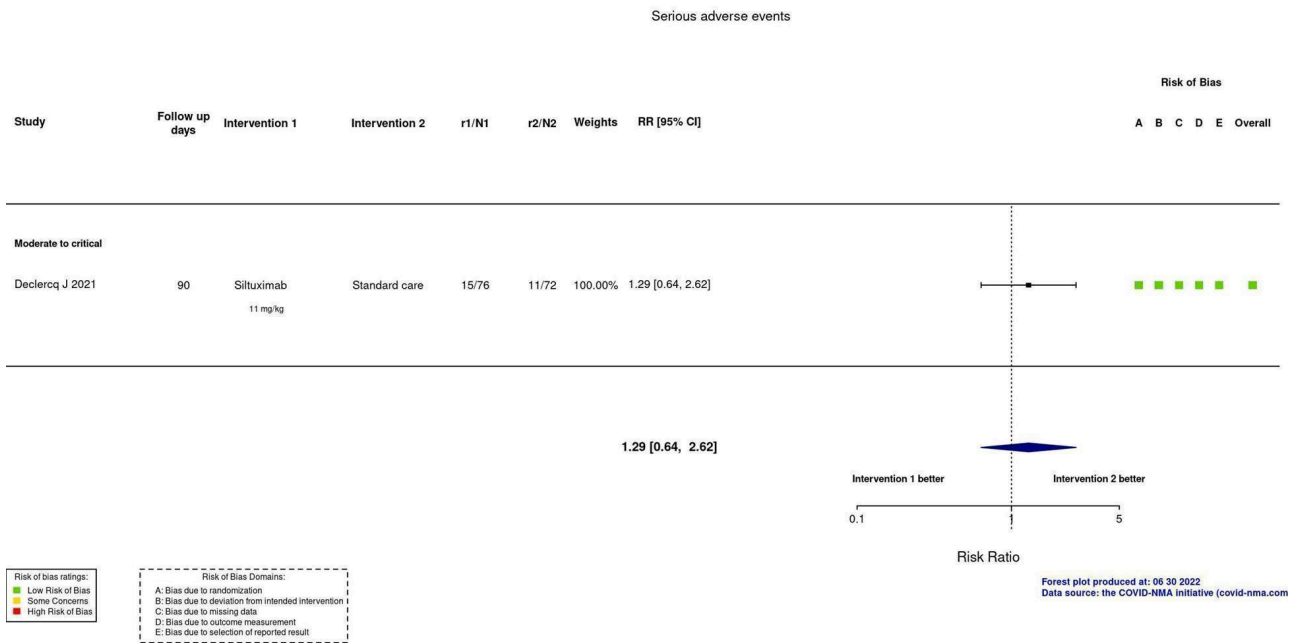 Serious adverse events
Risk of Bias
Study Follow up days Intervention 1 Intervention 2 r1/N1 r2/N2 Weights RR [95% CI] A B C D E Overall
Moderate to critical
Declercq J 2021 90 Siltuximab Standard care 15/76 11/72 100.00% 1.29 [0.64, 2.62]
11 mg/kg
1.29 [0.64, 2.62]
Intervention 1 better Intervention 2 better
0.1 1 5
Risk Ratio
Risk of bias ratings:
Low Risk of Bias
Some Concerns
High Risk of Bias
Risk of Bias Domains:
A: Bias due to randomization
B: Bias due to deviation from intended intervention
C: Bias due to missing data
D: Bias due to outcome measurement
E: Bias due to selection of reported result
Forest plot produced at: 06 30 2022
Data source: the COVID-NMA initiative (covid-nma.com